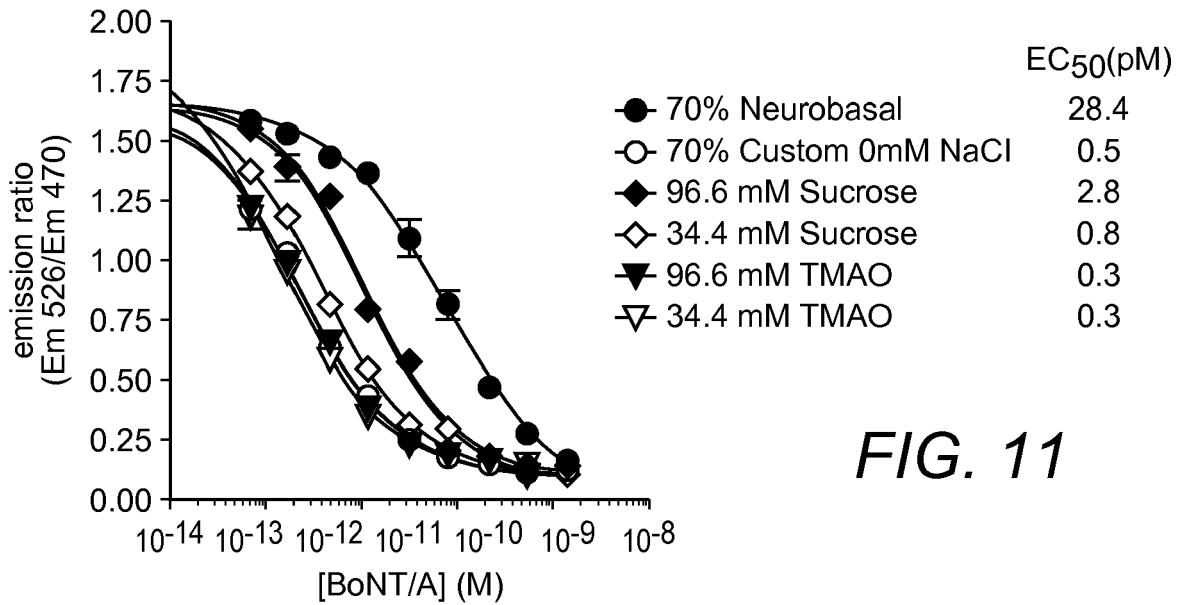 2.00
1.75
1.50
1.25
1.00
0.75
0.50
0.25
0.00
emission ratio
(Em 526/Em 470)
10-14 10-13 10-12 10-11 10-10 10-9 10-8
[BoNT/A] (M)
EC50(pM)
70% Neurobasal 28.4
70% Custom 0mM NaCl 0.5
96.6 mM Sucrose 2.8
34.4 mM Sucrose 0.8
96.6 mM TMAO 0.3
34.4 mM TMAO 0.3
FIG. 11